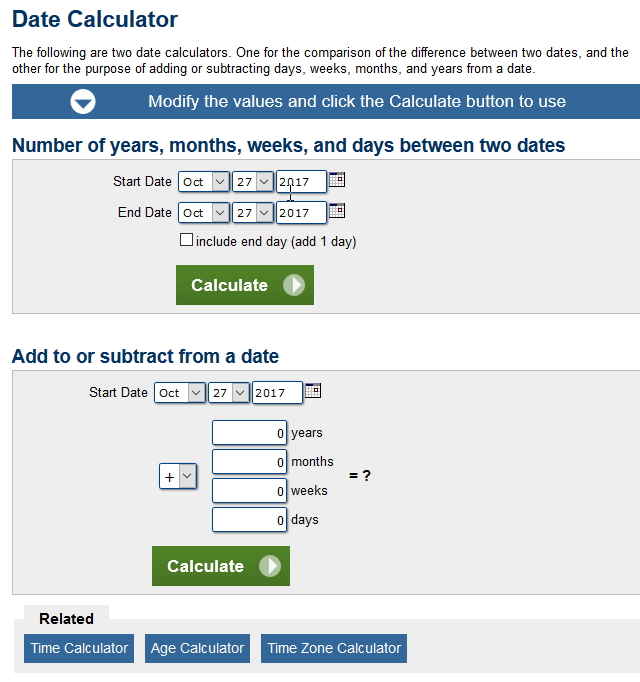 Date Calculator
The following are two date calculators. One for the comparison of the difference between two dates, and the
other for the purpose of adding or subtracting days, weeks, months, and years from a date.
Modify the values and click the Calculate button to use
Number of years, months, weeks, and days between two dates
Start Date Oct 27 2017
End Date Oct 27 2017
include end day (add 1 day)
Calculate
Add to or subtract from a date
Start Date Oct 27 2017
0 years
0 months
+ = ?
0 weeks
0 days
Calculate
Related
Time Calculator Age Calculator Time Zone Calculator